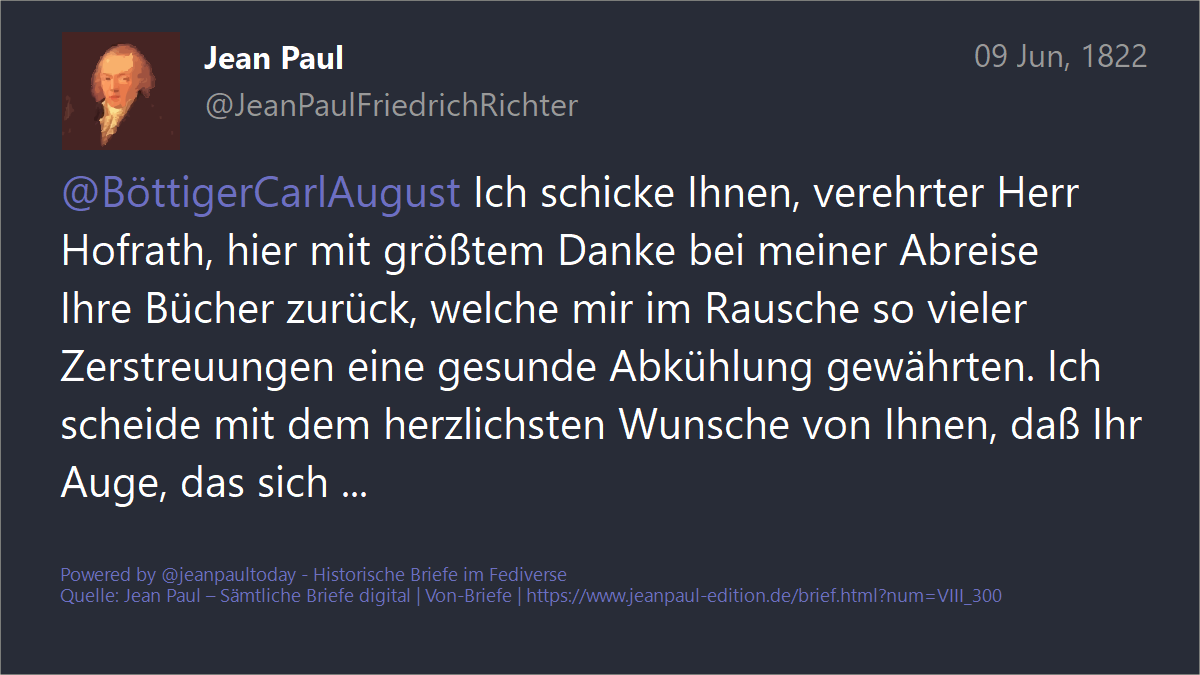 Jean Paul
09 Jun, 1822
@JeanPaulFriedrichRichter
@BöttigerCarlAugust Ich schicke Ihnen, verehrter Herr
Hofrath, hier mit größtem Danke bei meiner Abreise
Ihre Bücher zurück, welche mir im Rausche so vieler
Zerstreuungen eine gesunde Abkühlung gewährten. Ich
scheide mit dem herzlichsten Wunsche von Ihnen, daß Ihr
Auge, das sich ...
Powered by @jeanpaultoday - Historische Briefe im Fediverse
Quelle: Jean Paul – Sämtliche Briefe digital | Von-Briefe | https://www.jeanpaul-edition.de/brief.html?num=VIII_300